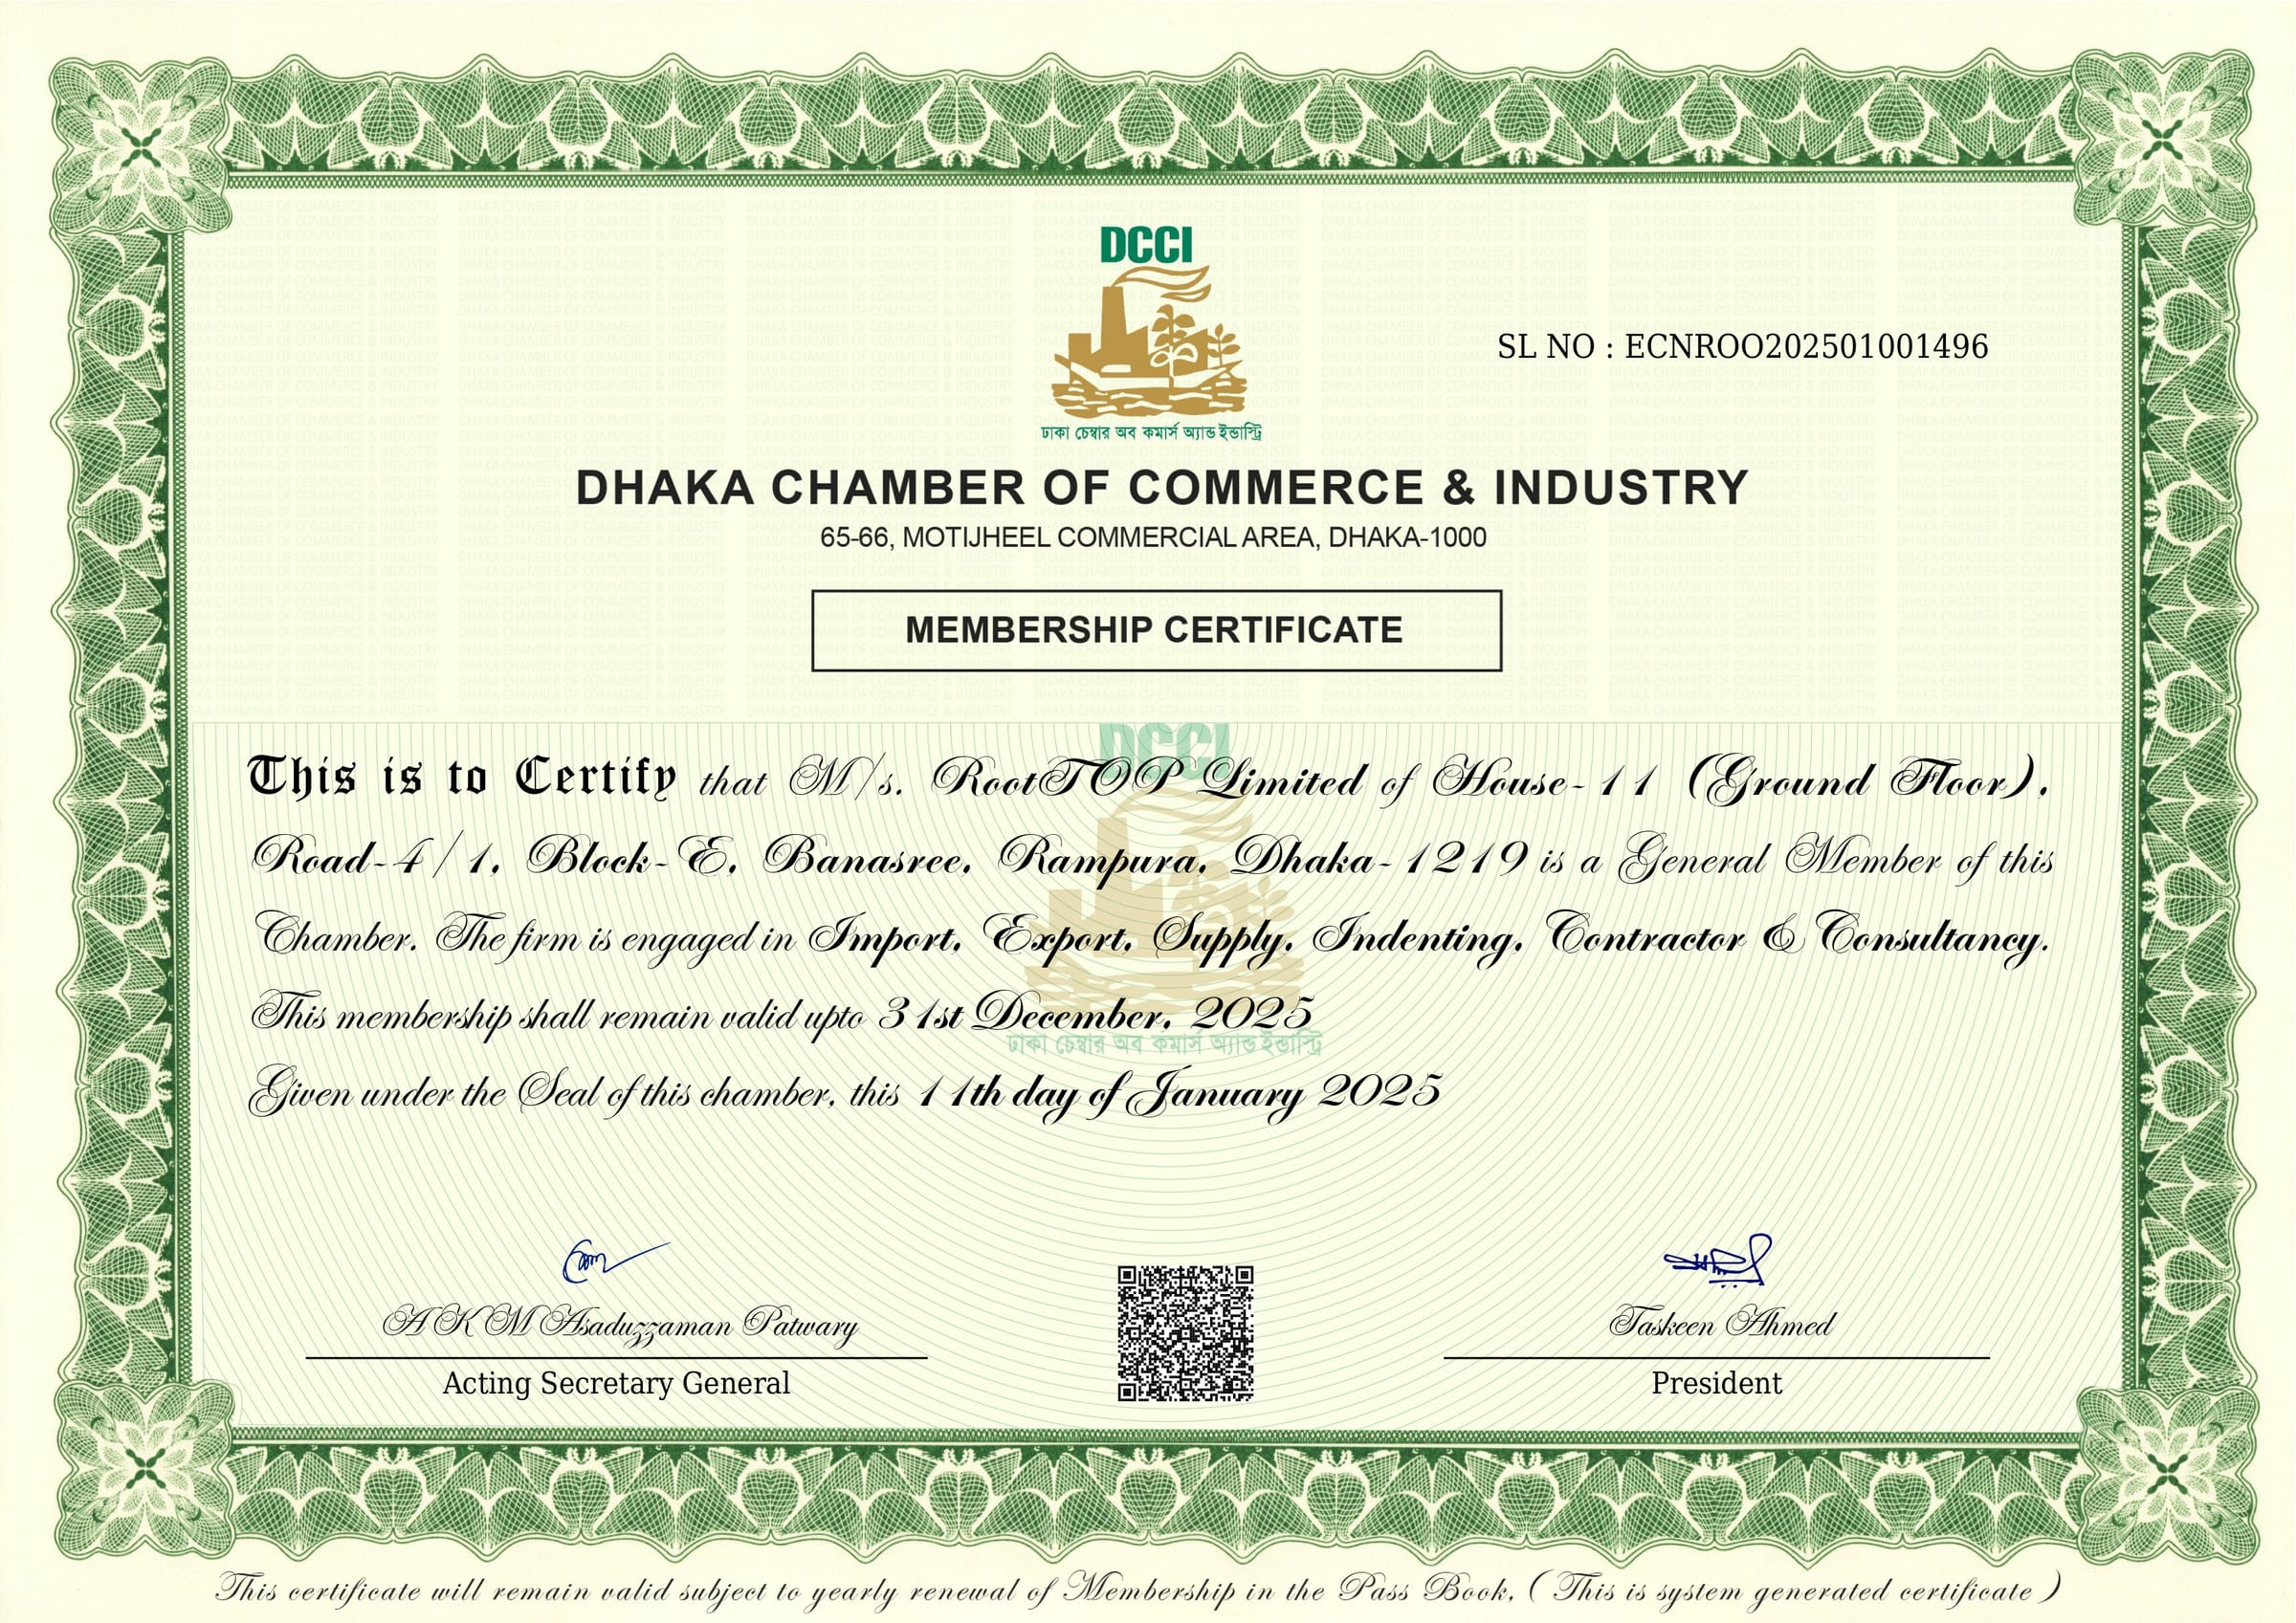 DCCI
ঢাকা চেম্বার অব কমার্স অ্যান্ড ইন্ডাস্ট্রি
SL NO : ECNROO202501001496
DHAKA CHAMBER OF COMMERCE & INDUSTRY
65-66, MOTIJHEEL COMMERCIAL AREA, DHAKA-1000
MEMBERSHIP CERTIFICATE
This is to Certify that M/s. RootTOP Limited of House-11 (Ground Floor),
Road-4/1, Block-E, Banasree, Rampura, Dhaka-1219 is a General Member of this
Chamber. The firm is engaged in Import, Export, Supply, Indenting, Contractor & Consultancy.
This membership shall remain valid upto 31st December, 2025
Given under the Seal of this chamber, this 11th day of January 2025
A K M Asaduzzaman Patwary
Acting Secretary General
Taskeen Ahmed
President
This certificate will remain valid subject to yearly renewal of Membership in the Pass Book, ( This is system generated certificate )